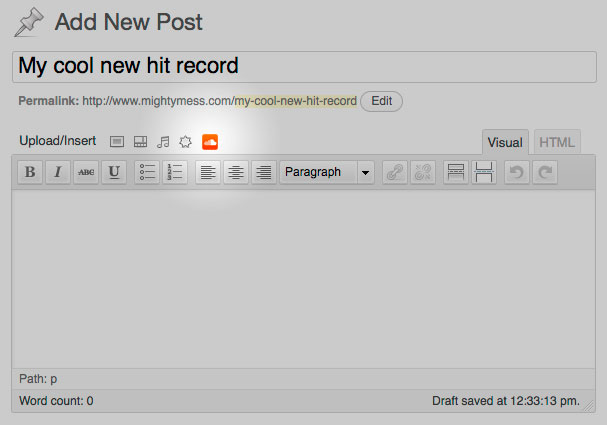 Add New Post
My cool new hit record
Permalink: http://www.mightymess.com/my-cool-new-hit-record Edit
Upload/Insert Visual HTML
B I ABC U Paragraph
Path: p
Word count: 0 Draft saved at 12:33:13 pm.